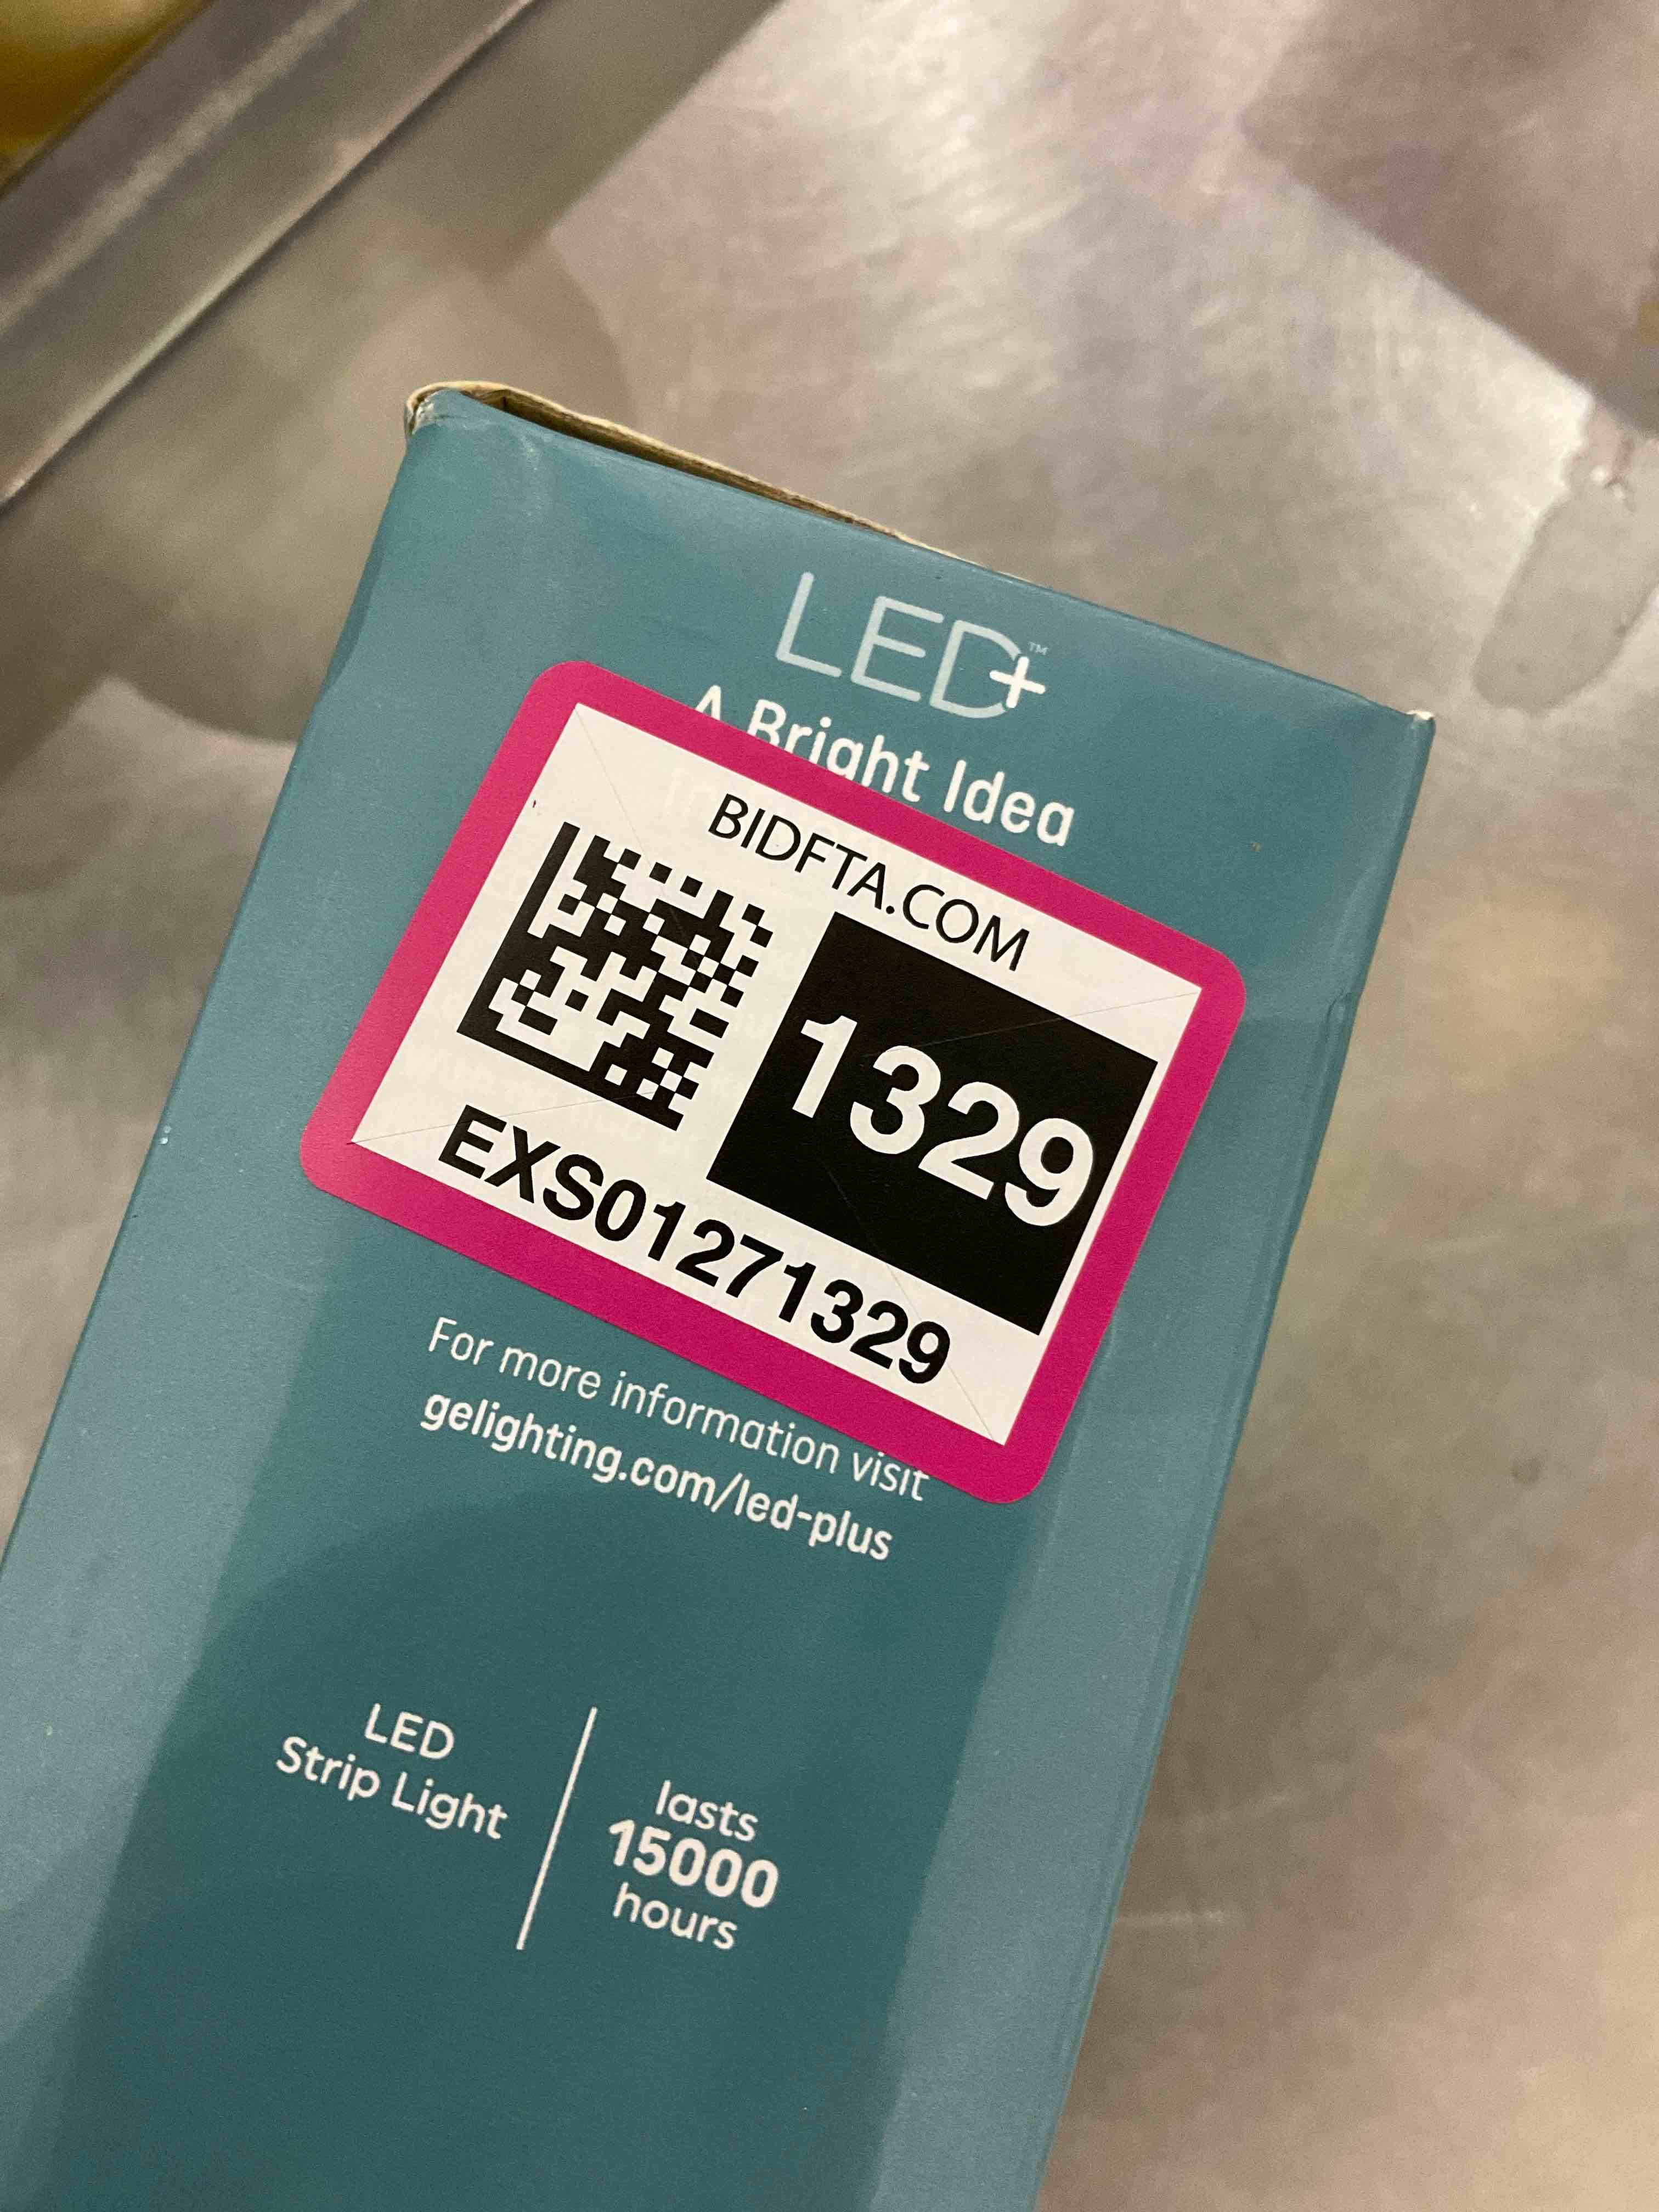 LED+™
A Bright Idea
BIDFTA.COM
1329
EXS01271329
For more information visit
gelighting.com/led-plus
LED
Strip Light
lasts
15000
hours